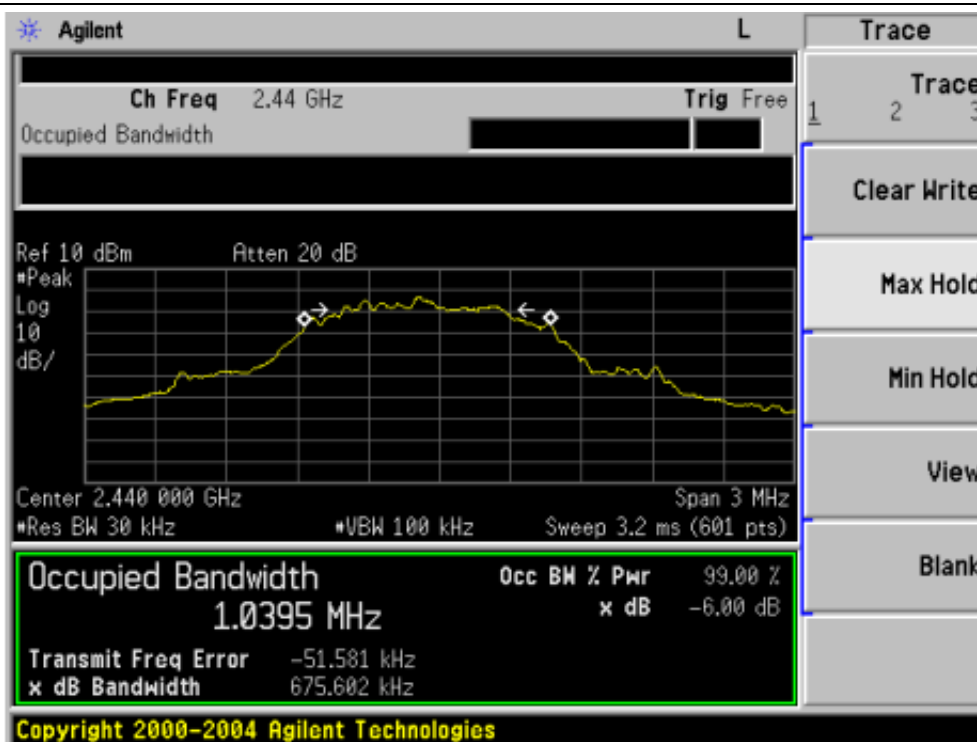 Agilent L Trace
Ch Freq 2.44 GHz Trig Free
Occupied Bandwidth
Trace
1 2 3
Clear Write
Max Hold
Min Hold
View
Blank
Ref 10 dBm Atten 20 dB
#Peak
Log
10
dB/
Center 2.440 000 GHz Span 3 MHz
#Res BW 30 kHz #VBW 100 kHz Sweep 3.2 ms (601 pts)
Occupied Bandwidth Occ BW % Pwr 99.00 %
1.0395 MHz x dB -6.00 dB
Transmit Freq Error -51.581 kHz
x dB Bandwidth 675.602 kHz
Copyright 2000-2004 Agilent Technologies